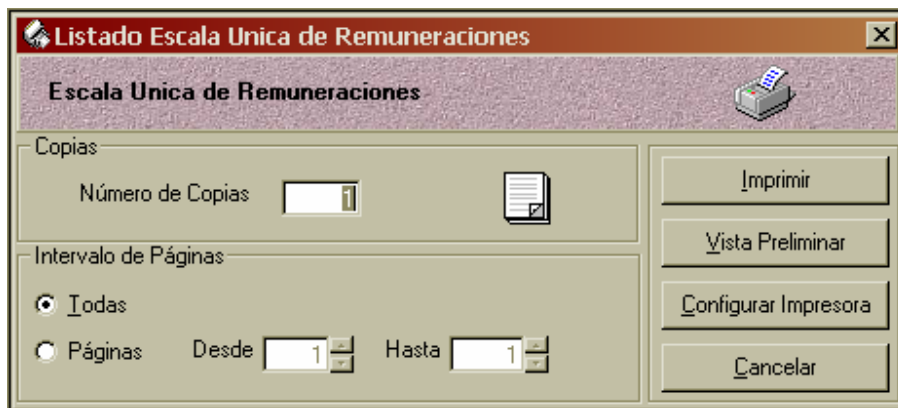 Listado Escala Unica de Remuneraciones
Escala Unica de Remuneraciones
Copias
Número de Copias 1
Intervalo de Páginas
Todas
Páginas Desde 1 Hasta 1
Imprimir
Vista Preliminar
Configurar Impresora
Cancelar